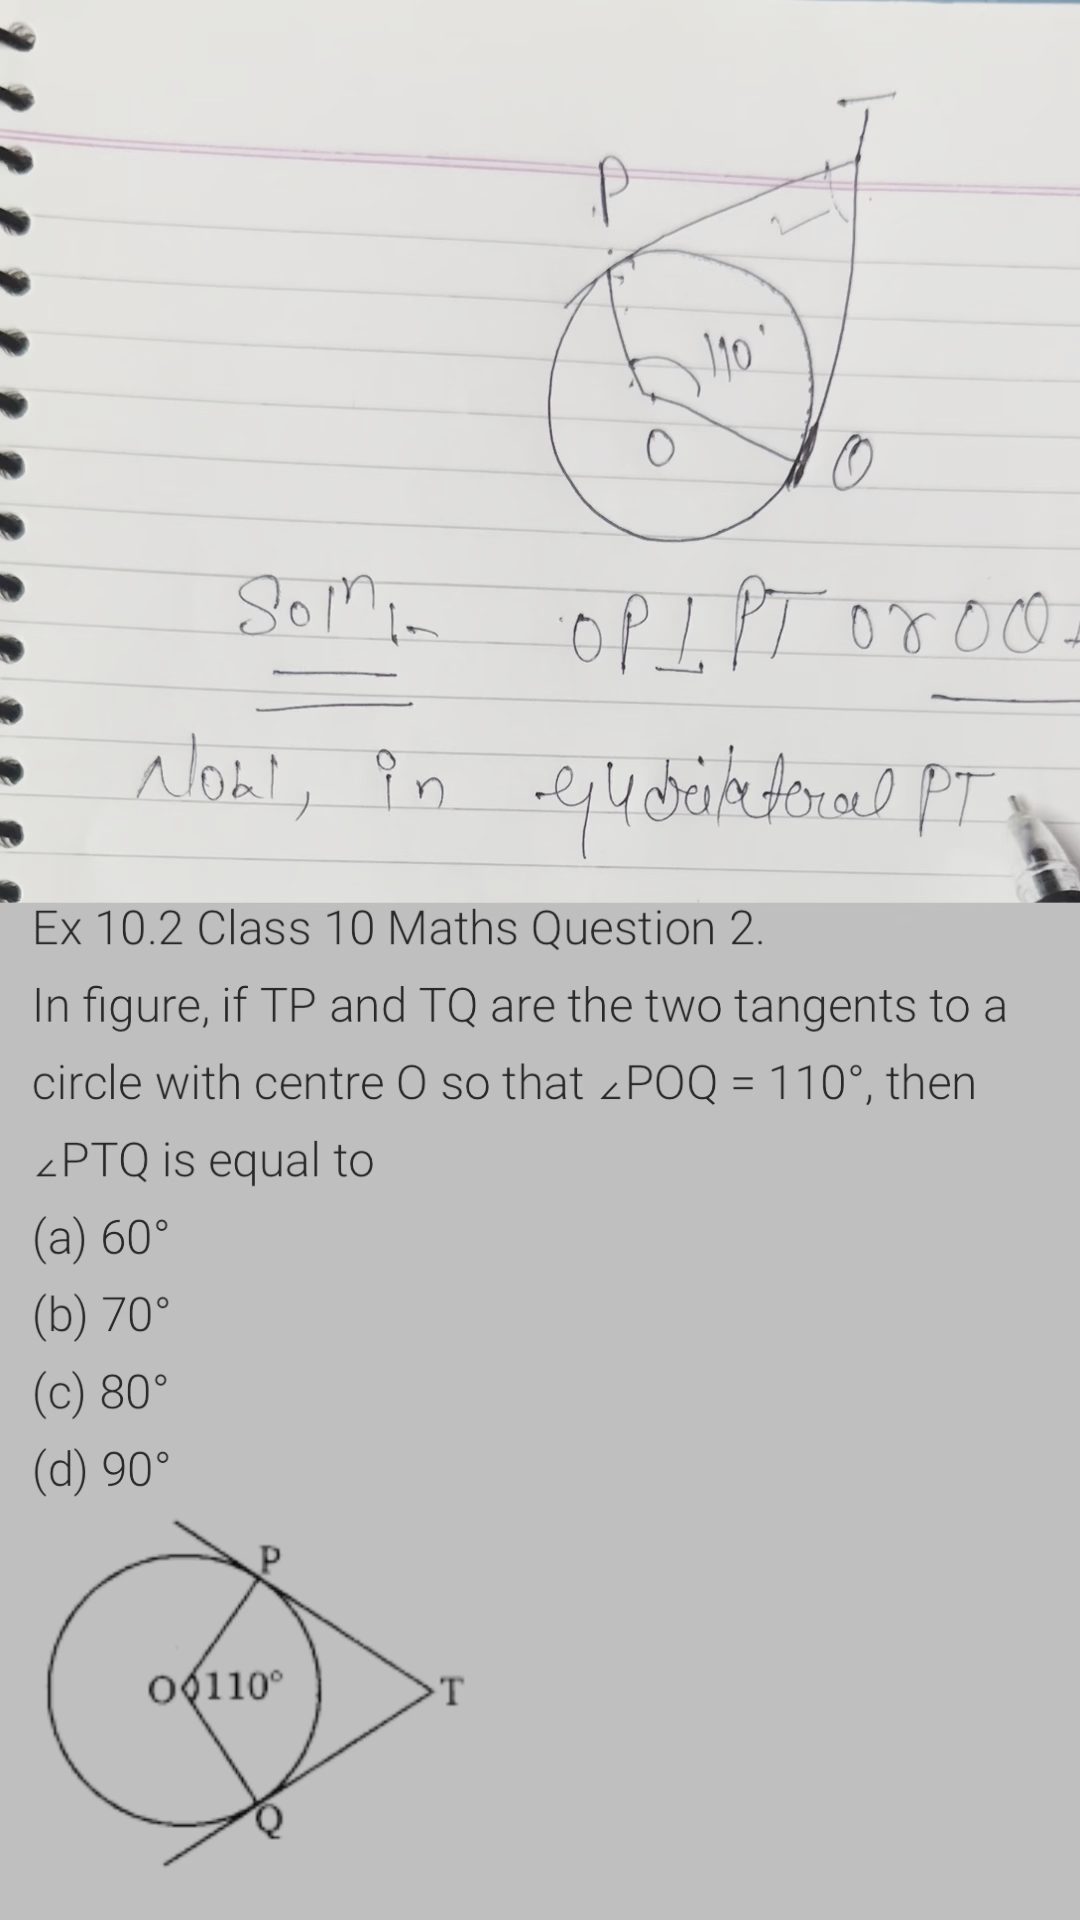 T
P
110°
O
Q
Soln:-
OP⊥PT or OQ
Now, in qudrilateral PT
Ex 10.2 Class 10 Maths Question 2.
In figure, if TP and TQ are the two tangents to a
circle with centre O so that ∠POQ = 110°, then
∠PTQ is equal to
(a) 60°
(b) 70°
(c) 80°
(d) 90°
P
O 110° T
Q